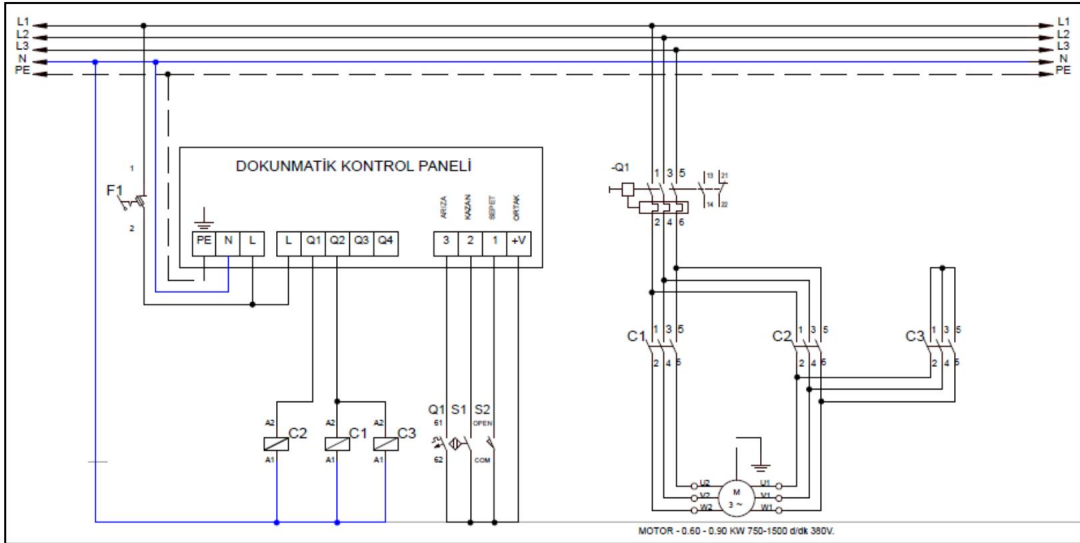 L1 L1
L2 L2
L3 L3
N N
PE PE
DOKUNMATİK KONTROL PANELİ
F1 1 2
ARIZA KAZAN SEPET ORTAK
PE N L L Q1 Q2 Q3 Q4 3 2 1 +V
-Q1 1 3 5 13 21
2 4 6 14 22
C1 1 3 5 C2 1 3 5 C3 1 3 5
2 4 6 2 4 6 2 4 6
Q1 S1 S2
61 OPEN
62 COM
A2 C2 A2 C1 A2 C3
A1 A1 A1
U2 M U1
V2 3 ~ V1
W2 W1
MOTOR - 0.60 - 0.90 KW 750-1500 d/dk 380V.